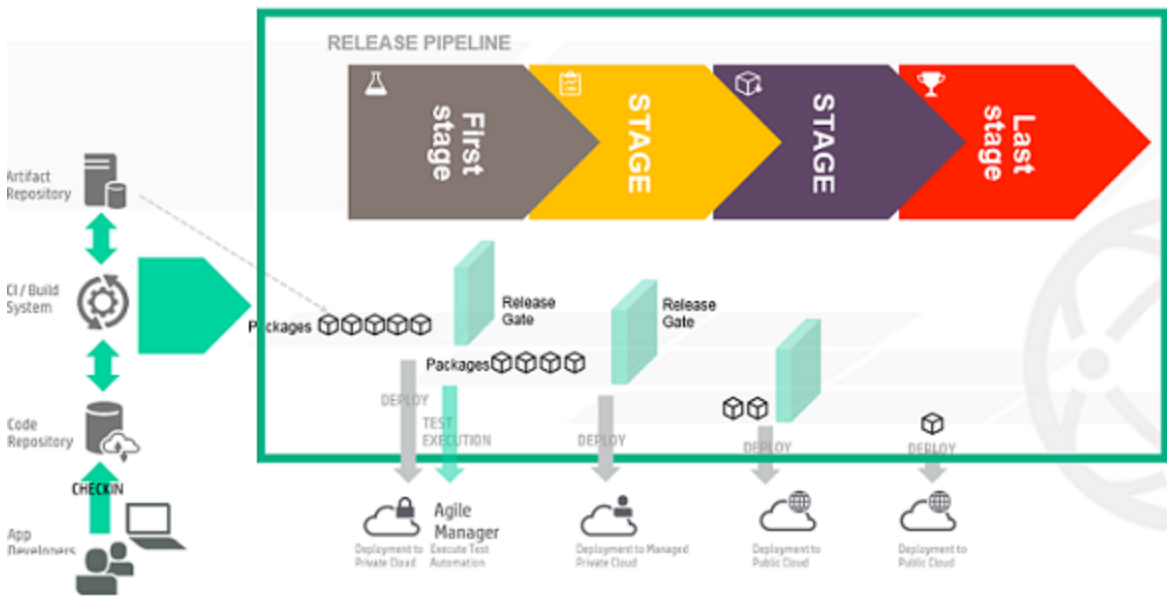 RELEASE PIPELINE
First
stage
STAGE
STAGE
Last
stage
Artifact
Repository
CI / Build
System
Release
Gate
Release
Gate
Packages
Packages
DEPLOY
TEST
EXECUTION
DEPLOY
DEPLOY
DEPLOY
Code
Repository
CHECKIN
App
Developers
Agile
Manager
Deployment to
Private Cloud
Execute Test
Automation
Deployment to Managed
Private Cloud
Deployment to
Public Cloud
Deployment to
Public Cloud